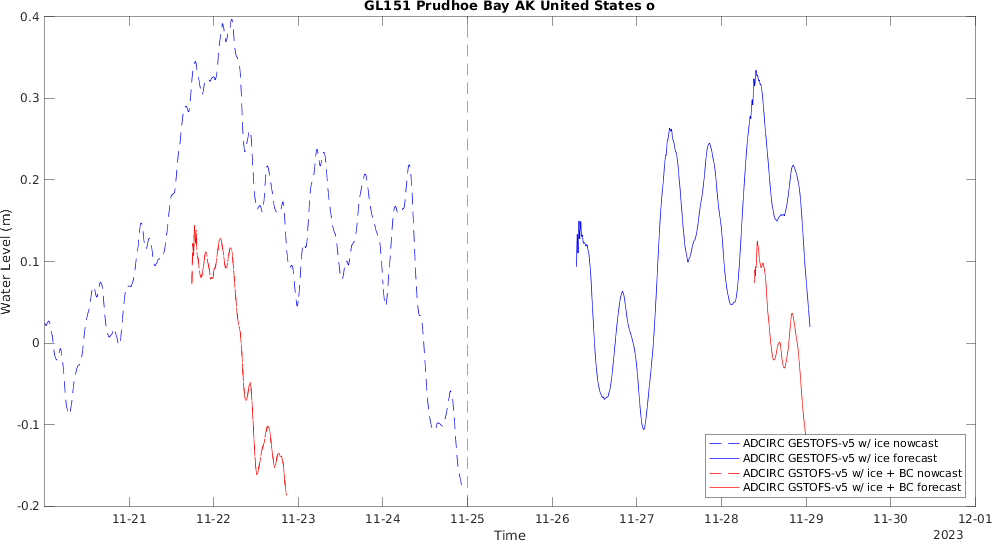 GL151 Prudhoe Bay AK United States o
Water Level (m)
0.4
0.3
0.2
0.1
0
-0.1
-0.2
11-21
11-22
11-23
11-24
11-25
11-26
11-27
11-28
11-29
11-30
12-01
Time
2023
ADCIRC GESTOFS-v5 w/ ice nowcast
ADCIRC GESTOFS-v5 w/ ice forecast
ADCIRC GSTOFS-v5 w/ ice + BC nowcast
ADCIRC GSTOFS-v5 w/ ice + BC forecast